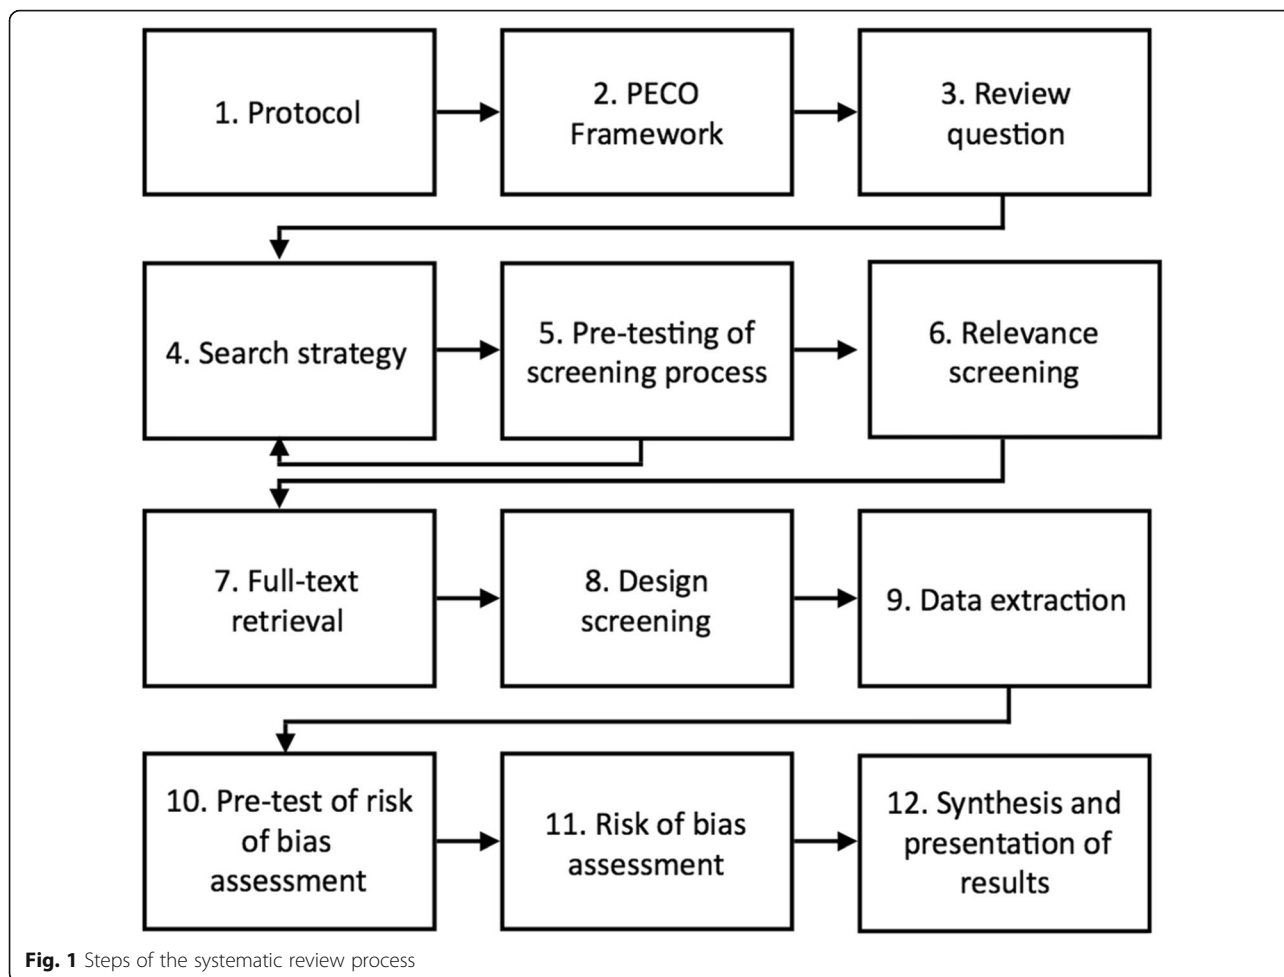 1. Protocol
2. PECO
Framework
3. Review
question
4. Search strategy
5. Pre-testing of
screening process
6. Relevance
screening
7. Full-text
retrieval
8. Design
screening
9. Data extraction
10. Pre-test of risk
of bias
assessment
11. Risk of bias
assessment
12. Synthesis and
presentation of
results
Fig. 1 Steps of the systematic review process